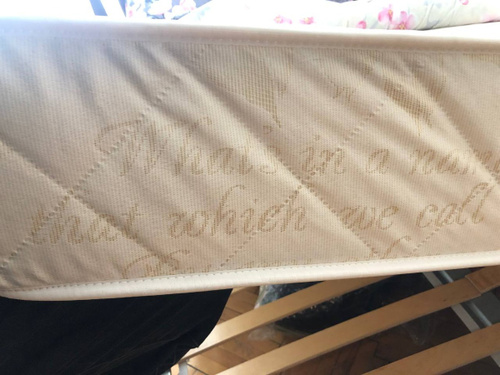 What's in a name
that which we call